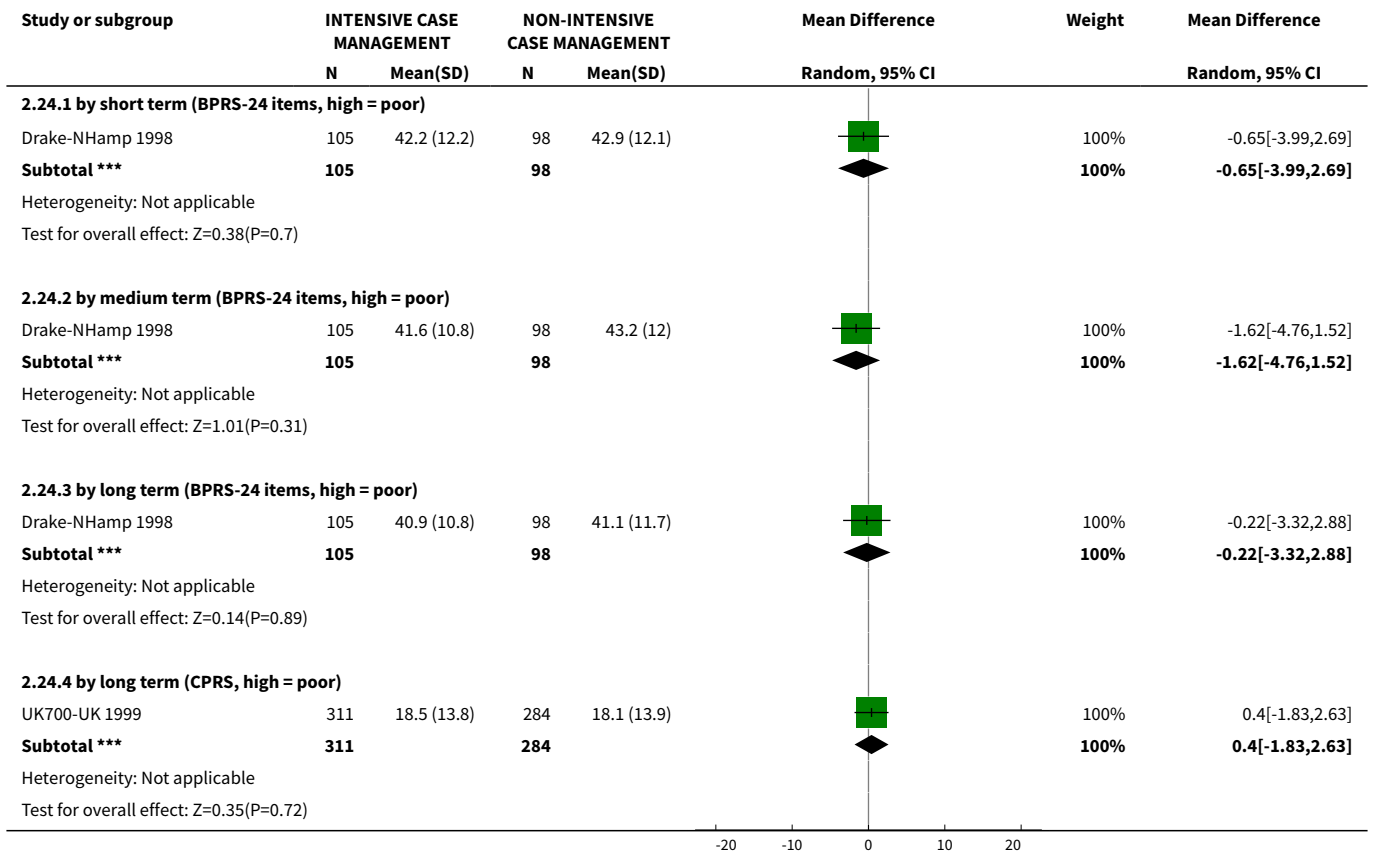 Study or subgroup INTENSIVE CASE MANAGEMENT NON-INTENSIVE CASE MANAGEMENT Mean Difference Weight Mean Difference
N Mean(SD) N Mean(SD) Random, 95% CI Random, 95% CI
2.24.1 by short term (BPRS-24 items, high = poor)
Drake-NHamp 1998 105 42.2 (12.2) 98 42.9 (12.1) 100% -0.65[-3.99,2.69]
Subtotal *** 105 98 100% -0.65[-3.99,2.69]
Heterogeneity: Not applicable
Test for overall effect: Z=0.38(P=0.7)
2.24.2 by medium term (BPRS-24 items, high = poor)
Drake-NHamp 1998 105 41.6 (10.8) 98 43.2 (12) 100% -1.62[-4.76,1.52]
Subtotal *** 105 98 100% -1.62[-4.76,1.52]
Heterogeneity: Not applicable
Test for overall effect: Z=1.01(P=0.31)
2.24.3 by long term (BPRS-24 items, high = poor)
Drake-NHamp 1998 105 40.9 (10.8) 98 41.1 (11.7) 100% -0.22[-3.32,2.88]
Subtotal *** 105 98 100% -0.22[-3.32,2.88]
Heterogeneity: Not applicable
Test for overall effect: Z=0.14(P=0.89)
2.24.4 by long term (CPRS, high = poor)
UK700-UK 1999 311 18.5 (13.8) 284 18.1 (13.9) 100% 0.4[-1.83,2.63]
Subtotal *** 311 284 100% 0.4[-1.83,2.63]
Heterogeneity: Not applicable
Test for overall effect: Z=0.35(P=0.72)
-20 -10 0 10 20